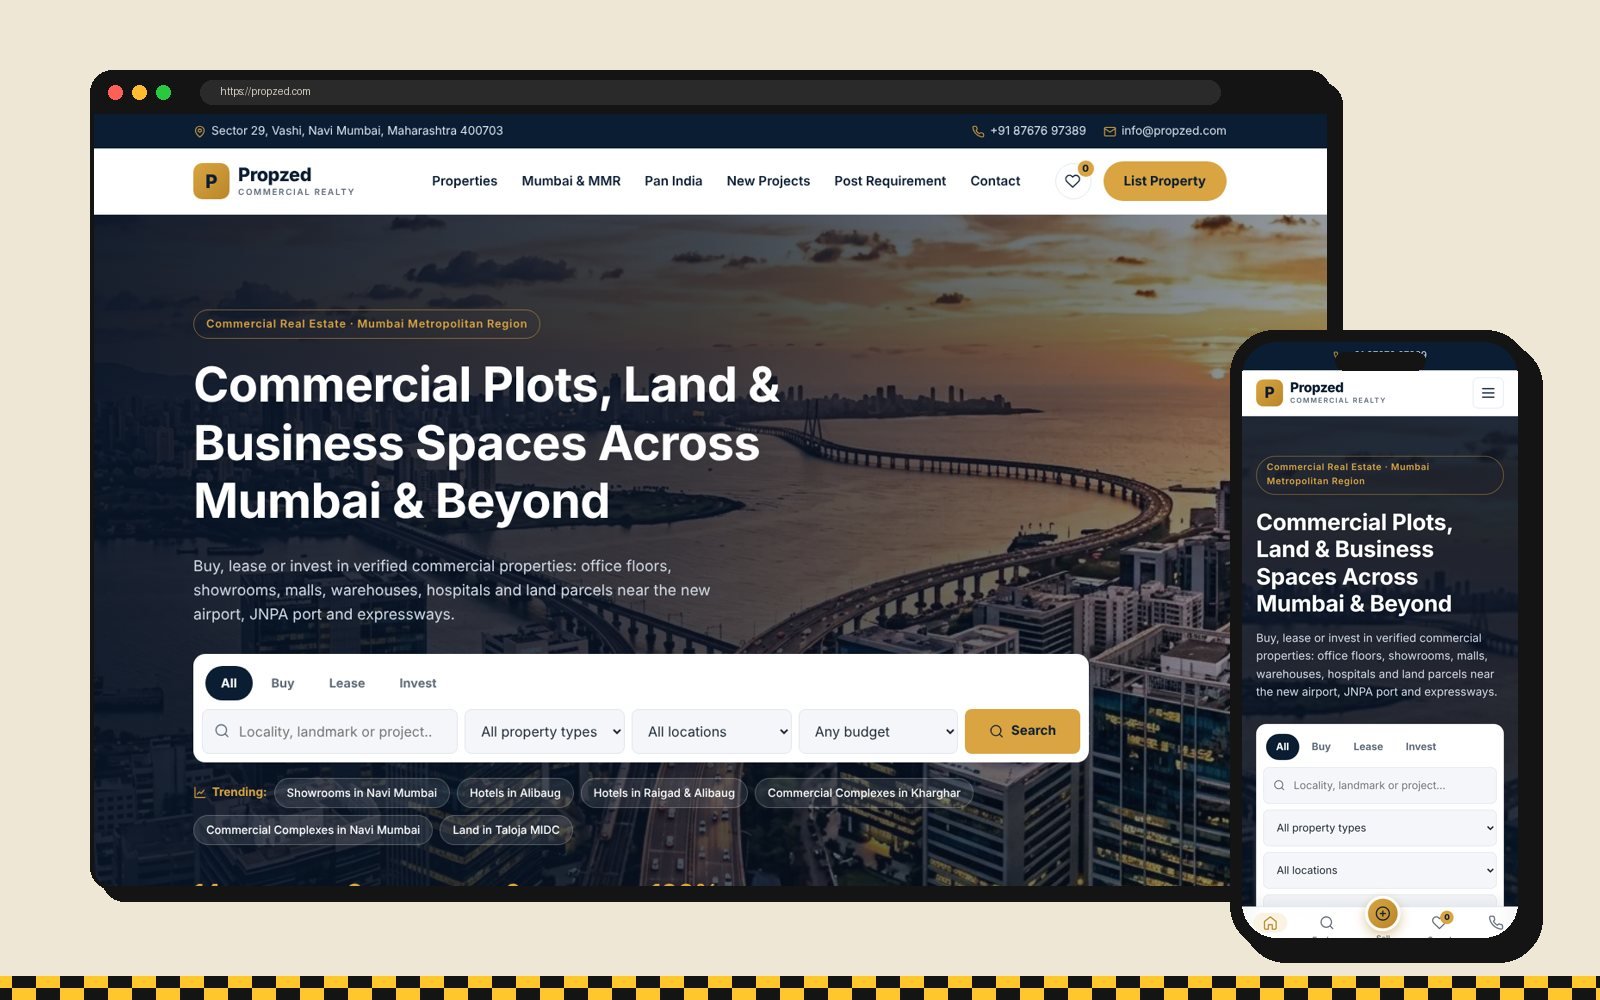 https://propzed.com
Sector 29, Vashi, Navi Mumbai, Maharashtra 400703
+91 87676 97389
info@propzed.com
P
Propzed
COMMERCIAL REALTY
Properties
Mumbai & MMR
Pan India
New Projects
Post Requirement
Contact
0
List Property
Commercial Real Estate · Mumbai Metropolitan Region
Commercial Plots, Land &
Business Spaces Across
Mumbai & Beyond
Buy, lease or invest in verified commercial properties: office floors,
showrooms, malls, warehouses, hospitals and land parcels near the new
airport, JNPA port and expressways.
All
Buy
Lease
Invest
Locality, landmark or project..
All property types
All locations
Any budget
Search
Trending:
Showrooms in Navi Mumbai
Hotels in Alibaug
Hotels in Raigad & Alibaug
Commercial Complexes in Kharghar
Commercial Complexes in Navi Mumbai
Land in Taloja MIDC
P
Propzed
COMMERCIAL REALTY
Commercial Real Estate · Mumbai
Metropolitan Region
Commercial Plots,
Land & Business
Spaces Across
Mumbai & Beyond
Buy, lease or invest in verified commercial
properties: office floors, showrooms, malls,
warehouses, hospitals and land parcels near
the new airport, JNPA port and expressways.
All
Buy
Lease
Invest
Locality, landmark or project...
All property types
All locations
0